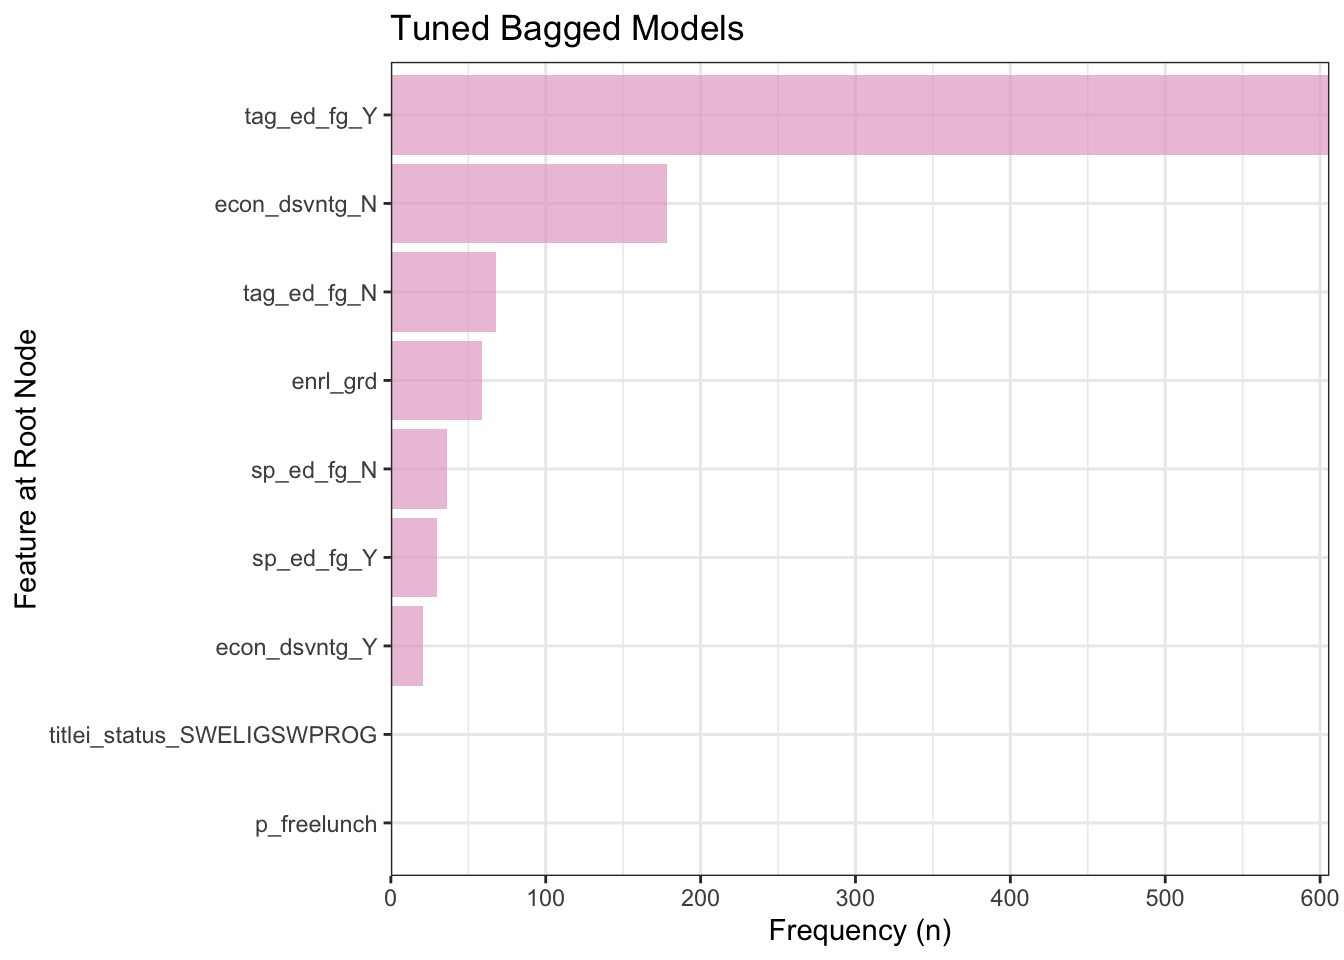 Tuned Bagged Models
Feature at Root Node
tag_ed_fg_Y
econ_dsvntg_N
tag_ed_fg_N
enrl_grd
sp_ed_fg_N
sp_ed_fg_Y
econ_dsvntg_Y
titlei_status_SWELIGSWPROG
p_freelunch
0 100 200 300 400 500 600
Frequency (n)